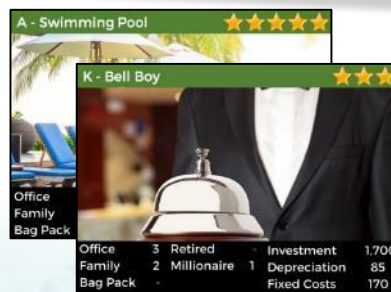 A - Swimming Pool
K - Bell Boy
Office
Family
Bag Pack
Office 3 Retired - Investment 1,700
Family 2 Millionaire 1 Depreciation 85
Bag Pack - Fixed Costs 170